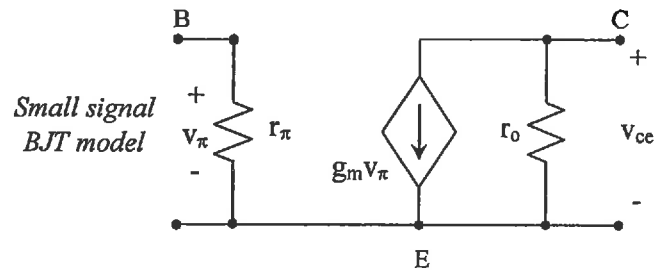 B
C
+
Small signal
BJT model
+
vπ
-
rπ
gmvπ
ro
vce
-
E